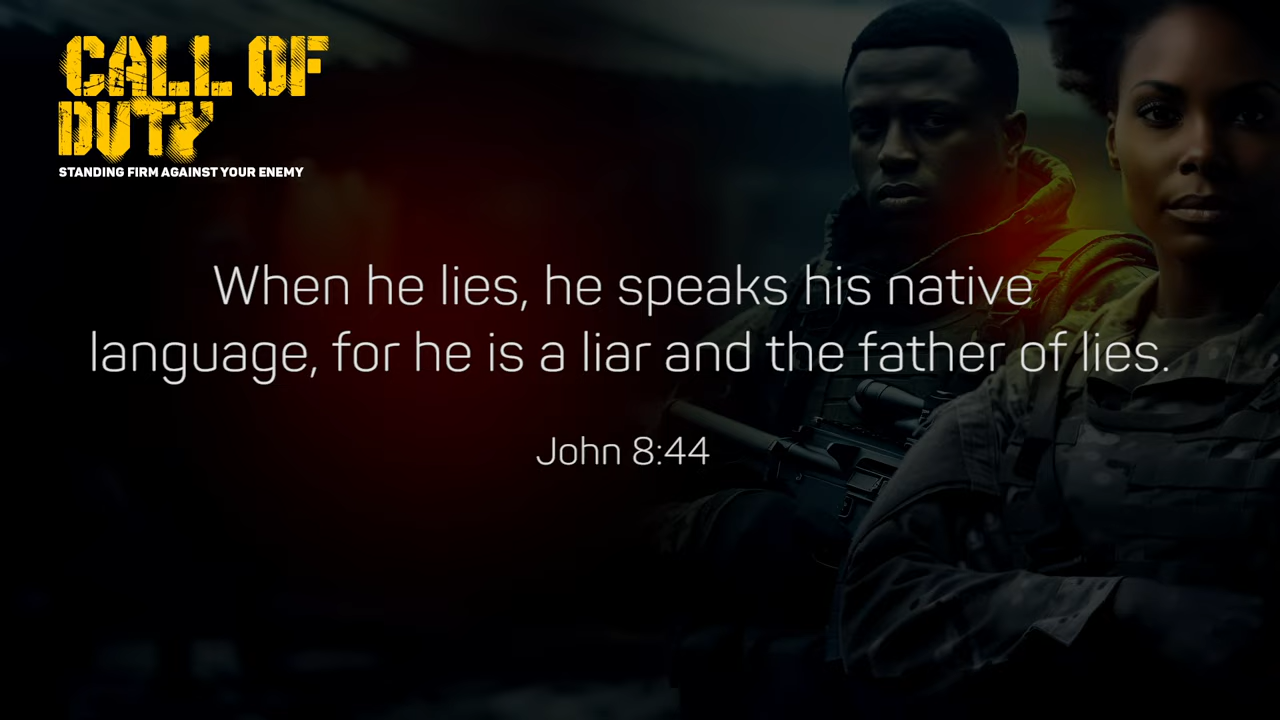 CALL OF
DUTY
STANDING FIRM AGAINST YOUR ENEMY
When he lies, he speaks his native
language, for he is a liar and the father of lies.
John 8:44